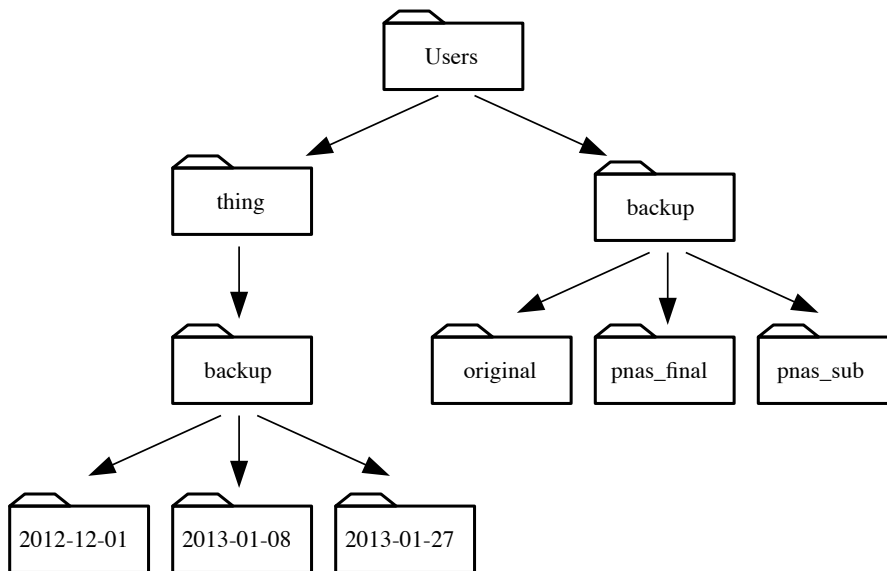 Users
thing
backup
backup
original
pnas_final
pnas_sub
2012-12-01
2013-01-08
2013-01-27